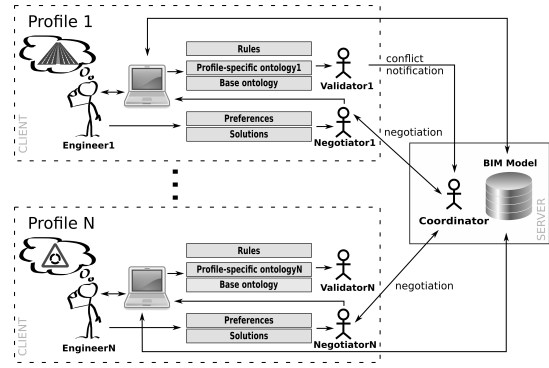 Profile 1
Rules
Profile-specific ontology1
Base ontology
Validator1
conflict
notification
Preferences
Solutions
Negotiator1
Engineer1
CLIENT
negotiation
BIM Model
Coordinator
SERVER
Profile N
Rules
Profile-specific ontologyN
Base ontology
ValidatorN
negotiation
Preferences
Solutions
NegotiatorN
EngineerN
CLIENT